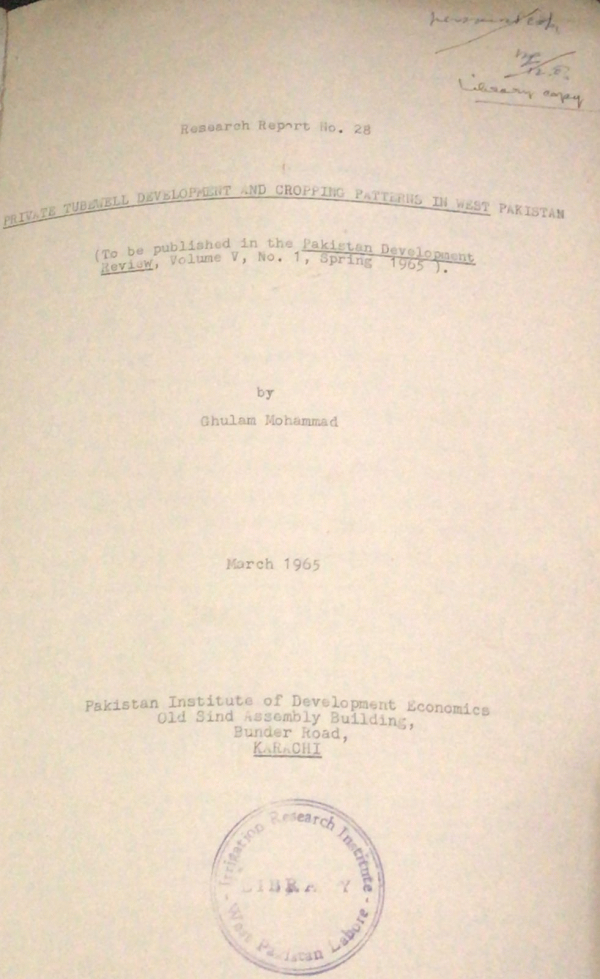 Library copy
Research Report No. 28
PRIVATE TUBEWELL DEVELOPMENT AND CROPPING PATTERNS IN WEST PAKISTAN
(To be published in the Pakistan Development
Review, Volume V, No. 1, Spring 1965 ).
by
Ghulam Mohammad
March 1965
Pakistan Institute of Development Economics
Old Sind Assembly Building,
Bunder Road,
KARACHI
Irrigation Research Institute
LIBRARY
West Pakistan Lahore